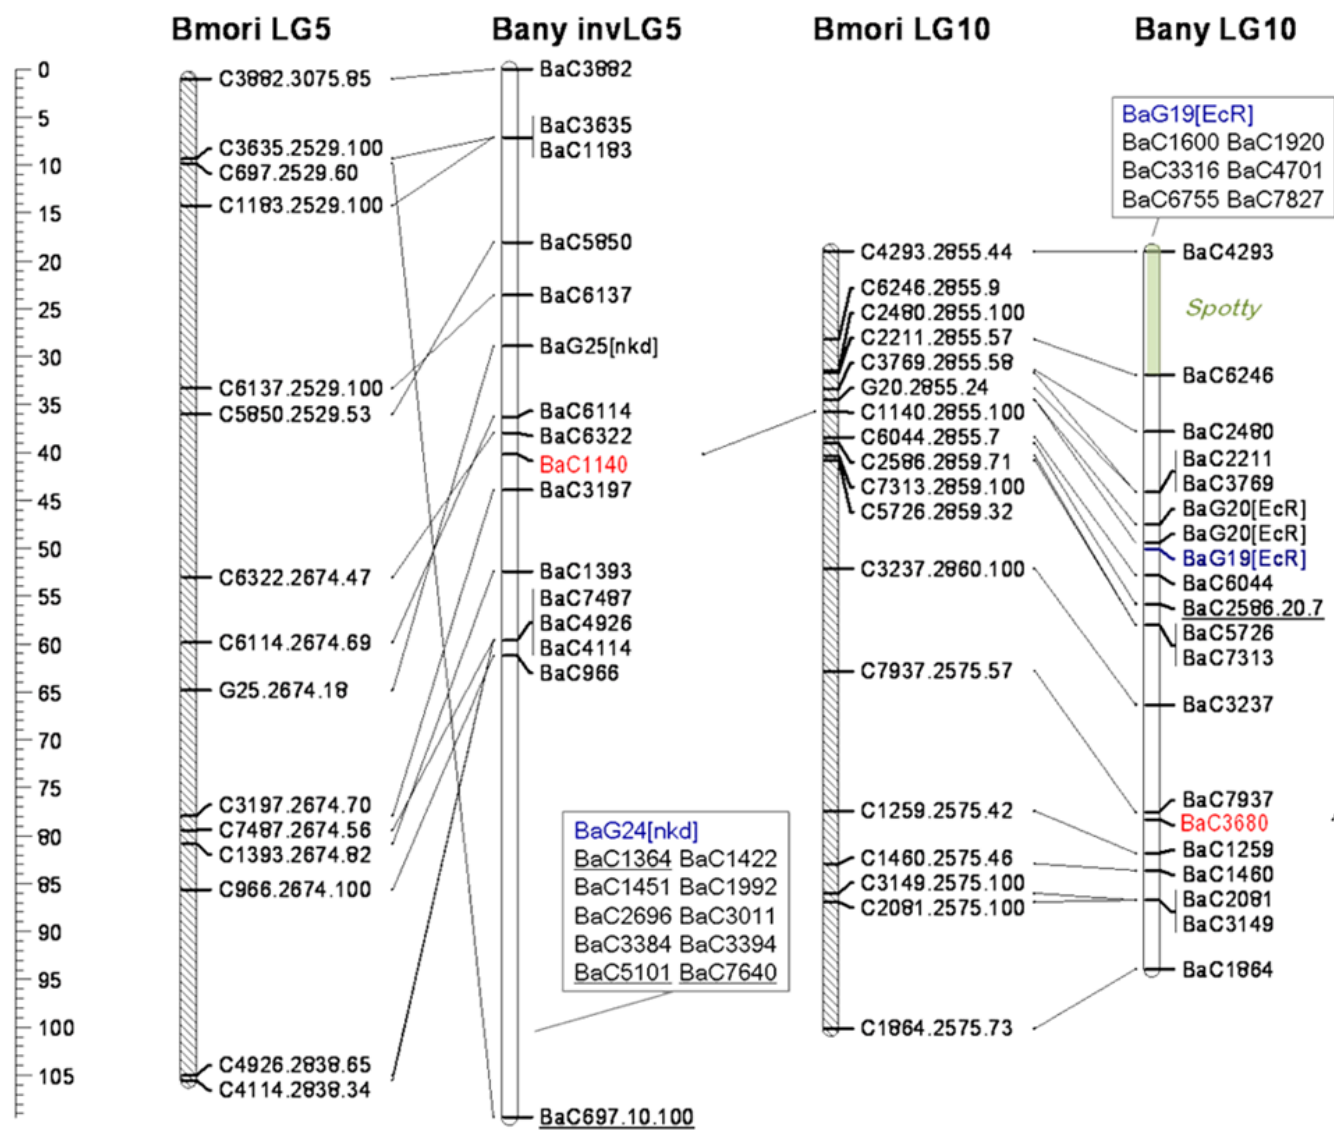 Bmori LG5
Bany invLG5
Bmori LG10
Bany LG10
0
5
10
15
20
25
30
35
40
45
50
55
60
65
70
75
80
85
90
95
100
105
C3882.3075.85
C3635.2529.100
C697.2529.60
C1183.2529.100
C6137.2529.100
C5850.2529.53
C6322.2674.47
C6114.2674.69
G25.2674.18
C3197.2674.70
C7487.2674.56
C1393.2674.82
C966.2674.100
C4926.2838.65
C4114.2838.34
BaC3882
BaC3635
BaC1183
BaC5850
BaC6137
BaG25[nkd]
BaC6114
BaC6322
BaC1140
BaC3197
BaC1393
BaC7487
BaC4926
BaC4114
BaC966
BaG24[nkd]
BaC1364 BaC1422
BaC1451 BaC1992
BaC2696 BaC3011
BaC3384 BaC3394
BaC5101 BaC7640
BaC697.10.100
C4293.2855.44
C6246.2855.9
C2480.2855.100
C2211.2855.57
C3769.2855.58
G20.2855.24
C1140.2855.100
C6044.2855.7
C2586.2859.71
C7313.2859.100
C5726.2859.32
C3237.2860.100
C7937.2575.57
C1259.2575.42
C1460.2575.46
C3149.2575.100
C2081.2575.100
C1864.2575.73
BaG19[EcR]
BaC1600 BaC1920
BaC3316 BaC4701
BaC6755 BaC7827
BaC4293
Spotty
BaC6246
BaC2480
BaC2211
BaC3769
BaG20[EcR]
BaG20[EcR]
BaG19[EcR]
BaC6044
BaC2586.20.7
BaC5726
BaC7313
BaC3237
BaC7937
BaC3680
BaC1259
BaC1460
BaC2081
BaC3149
BaC1864